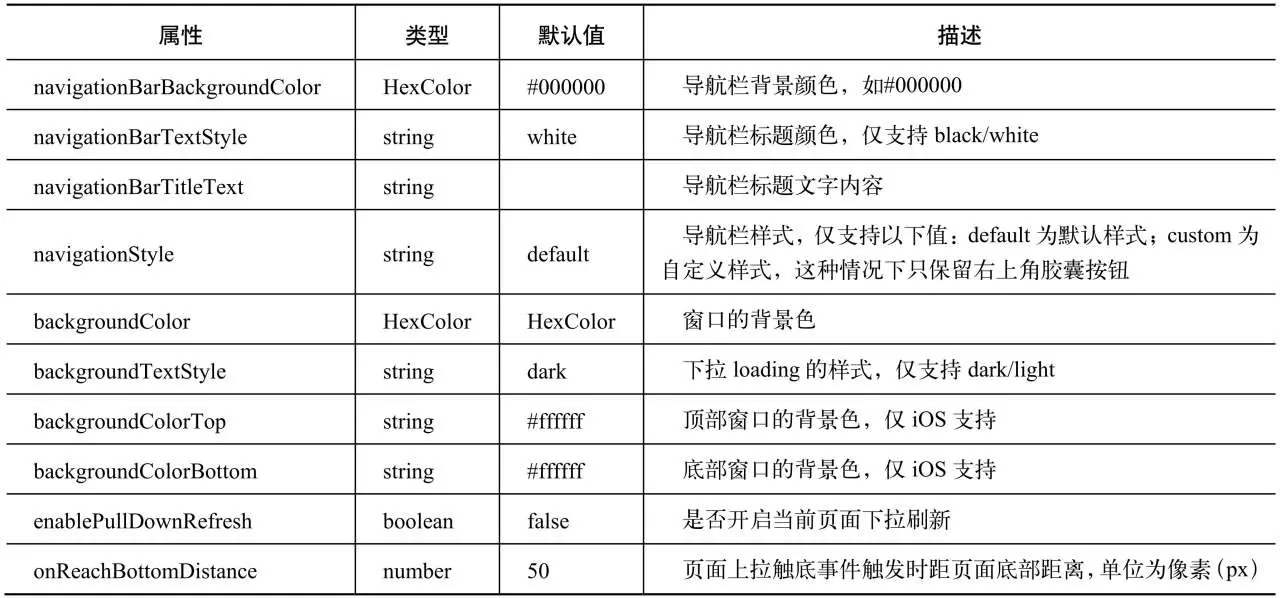 属性 类型 默认值 描述
navigationBarBackgroundColor HexColor #000000 导航栏背景颜色，如#000000
navigationBarTextStyle string white 导航栏标题颜色，仅支持 black/white
navigationBarTitleText string 导航栏标题文字内容
navigationStyle string default 导航栏样式，仅支持以下值：default 为默认样式；custom 为
自定义样式，这种情况下只保留右上角胶囊按钮
backgroundColor HexColor HexColor 窗口的背景色
backgroundTextStyle string dark 下拉 loading 的样式，仅支持 dark/light
backgroundColorTop string #ffffff 顶部窗口的背景色，仅 iOS 支持
backgroundColorBottom string #ffffff 底部窗口的背景色，仅 iOS 支持
enablePullDownRefresh boolean false 是否开启当前页面下拉刷新
onReachBottomDistance number 50 页面上拉触底事件触发时距页面底部距离，单位为像素（px）